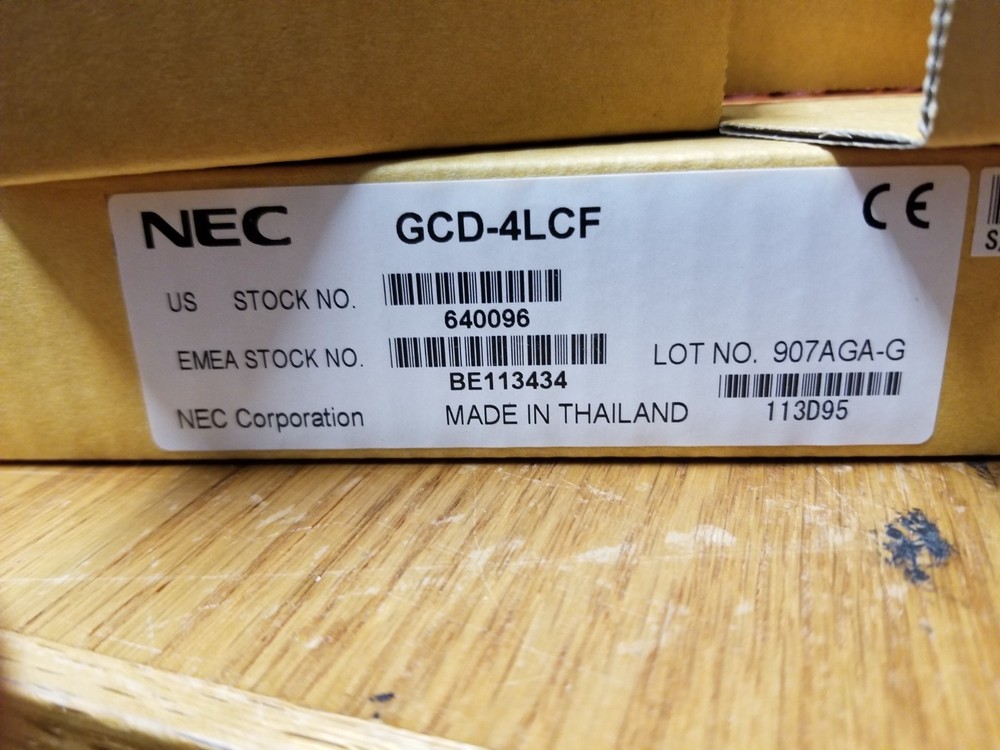 NEC GCD-4LCF CE
US STOCK NO.
640096
EMEA STOCK NO. LOT NO. 907AGA-G
BE113434 113D95
NEC Corporation MADE IN THAILAND